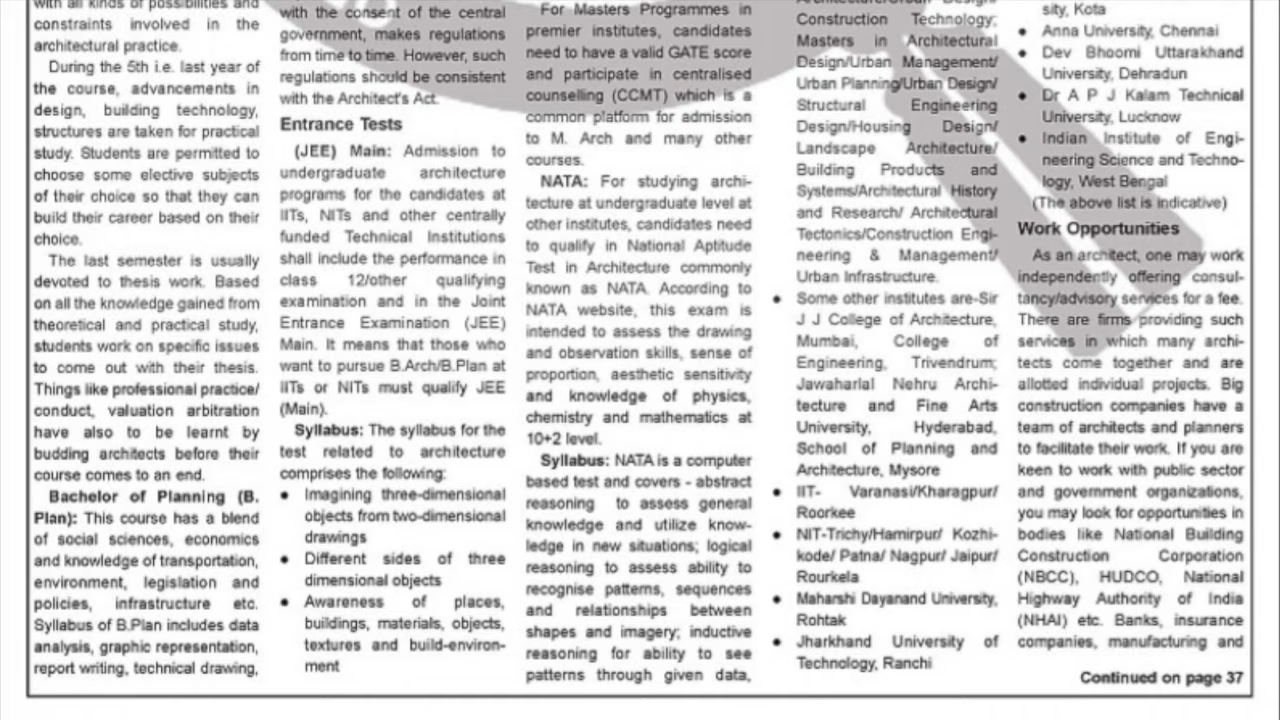 with all kinds of possibilities and
constraints involved in the
architectural practice.
During the 5th i.e. last year of
the course, advancements in
design, building technology,
structures are taken for practical
study. Students are permitted to
choose some elective subjects
of their choice so that they can
build their career based on their
choice.
The last semester is usually
devoted to thesis work. Based
on all the knowledge gained from
theoretical and practical study,
students work on specific issues
to come out with their thesis.
Things like professional practice/
conduct, valuation arbitration
have also to be learnt by
budding architects before their
course comes to an end.
Bachelor of Planning (B.
Plan): This course has a blend
of social sciences, economics
and knowledge of transportation,
environment, legislation and
policies, infrastructure etc.
Syllabus of B.Plan includes data
analysis, graphic representation,
report writing, technical drawing,
with the consent of the central
government, makes regulations
from time to time. However, such
regulations should be consistent
with the Architect's Act.
Entrance Tests
(JEE) Main: Admission to
undergraduate architecture
programs for the candidates at
IITs, NITs and other centrally
funded Technical Institutions
shall include the performance in
class 12/other qualifying
examination and in the Joint
Entrance Examination (JEE)
Main. It means that those who
want to pursue B.Arch/B.Plan at
IITs or NITs must qualify JEE
(Main).
Syllabus: The syllabus for the
test related to architecture
comprises the following:
• Imagining three-dimensional
objects from two-dimensional
drawings
• Different sides of three
dimensional objects
• Awareness of places,
buildings, materials, objects,
textures and build-environ-
ment
For Masters Programmes in
premier institutes, candidates
need to have a valid GATE score
and participate in centralised
counselling (CCMT) which is a
common platform for admission
to M. Arch and many other
courses.
NATA: For studying archi-
tecture at undergraduate level at
other institutes, candidates need
to qualify in National Aptitude
Test in Architecture commonly
known as NATA. According to
NATA website, this exam is
intended to assess the drawing
and observation skills, sense of
proportion, aesthetic sensitivity
and knowledge of physics,
chemistry and mathematics at
10+2 level.
Syllabus: NATA is a computer
based test and covers - abstract
reasoning to assess general
knowledge and utilize know-
ledge in new situations; logical
reasoning to assess ability to
recognise patterns, sequences
and relationships between
shapes and imagery; inductive
reasoning for ability to see
patterns through given data,
Architecture/Urban Design/
Construction Technology;
Masters in Architectural
Design/Urban Management/
Urban Planning/Urban Design/
Structural Engineering
Design/Housing Design/
Landscape Architecture/
Building Products and
Systems/Architectural History
and Research/ Architectural
Tectonics/Construction Engi-
neering & Management/
Urban Infrastructure.
• Some other institutes are-Sir
J J College of Architecture,
Mumbai, College of
Engineering, Trivendrum;
Jawaharlal Nehru Archi-
tecture and Fine Arts
University, Hyderabad,
School of Planning and
Architecture, Mysore
• IIT- Varanasi/Kharagpur/
Roorkee
• NIT-Trichy/Hamirpur/ Kozhi-
kode/ Patna/ Nagpur/ Jaipur/
Rourkela
• Maharshi Dayanand University,
Rohtak
• Jharkhand University of
Technology, Ranchi
sity, Kota
• Anna University, Chennai
• Dev Bhoomi Uttarakhand
University, Dehradun
• Dr A P J Kalam Technical
University, Lucknow
• Indian Institute of Engi-
neering Science and Techno-
logy, West Bengal
(The above list is indicative)
Work Opportunities
As an architect, one may work
independently offering consul-
tancy/advisory services for a fee.
There are firms providing such
services in which many archi-
tects come together and are
allotted individual projects. Big
construction companies have a
team of architects and planners
to facilitate their work. If you are
keen to work with public sector
and government organizations,
you may look for opportunities in
bodies like National Building
Construction Corporation
(NBCC), HUDCO, National
Highway Authority of India
(NHAI) etc. Banks, insurance
companies, manufacturing and
Continued on page 37